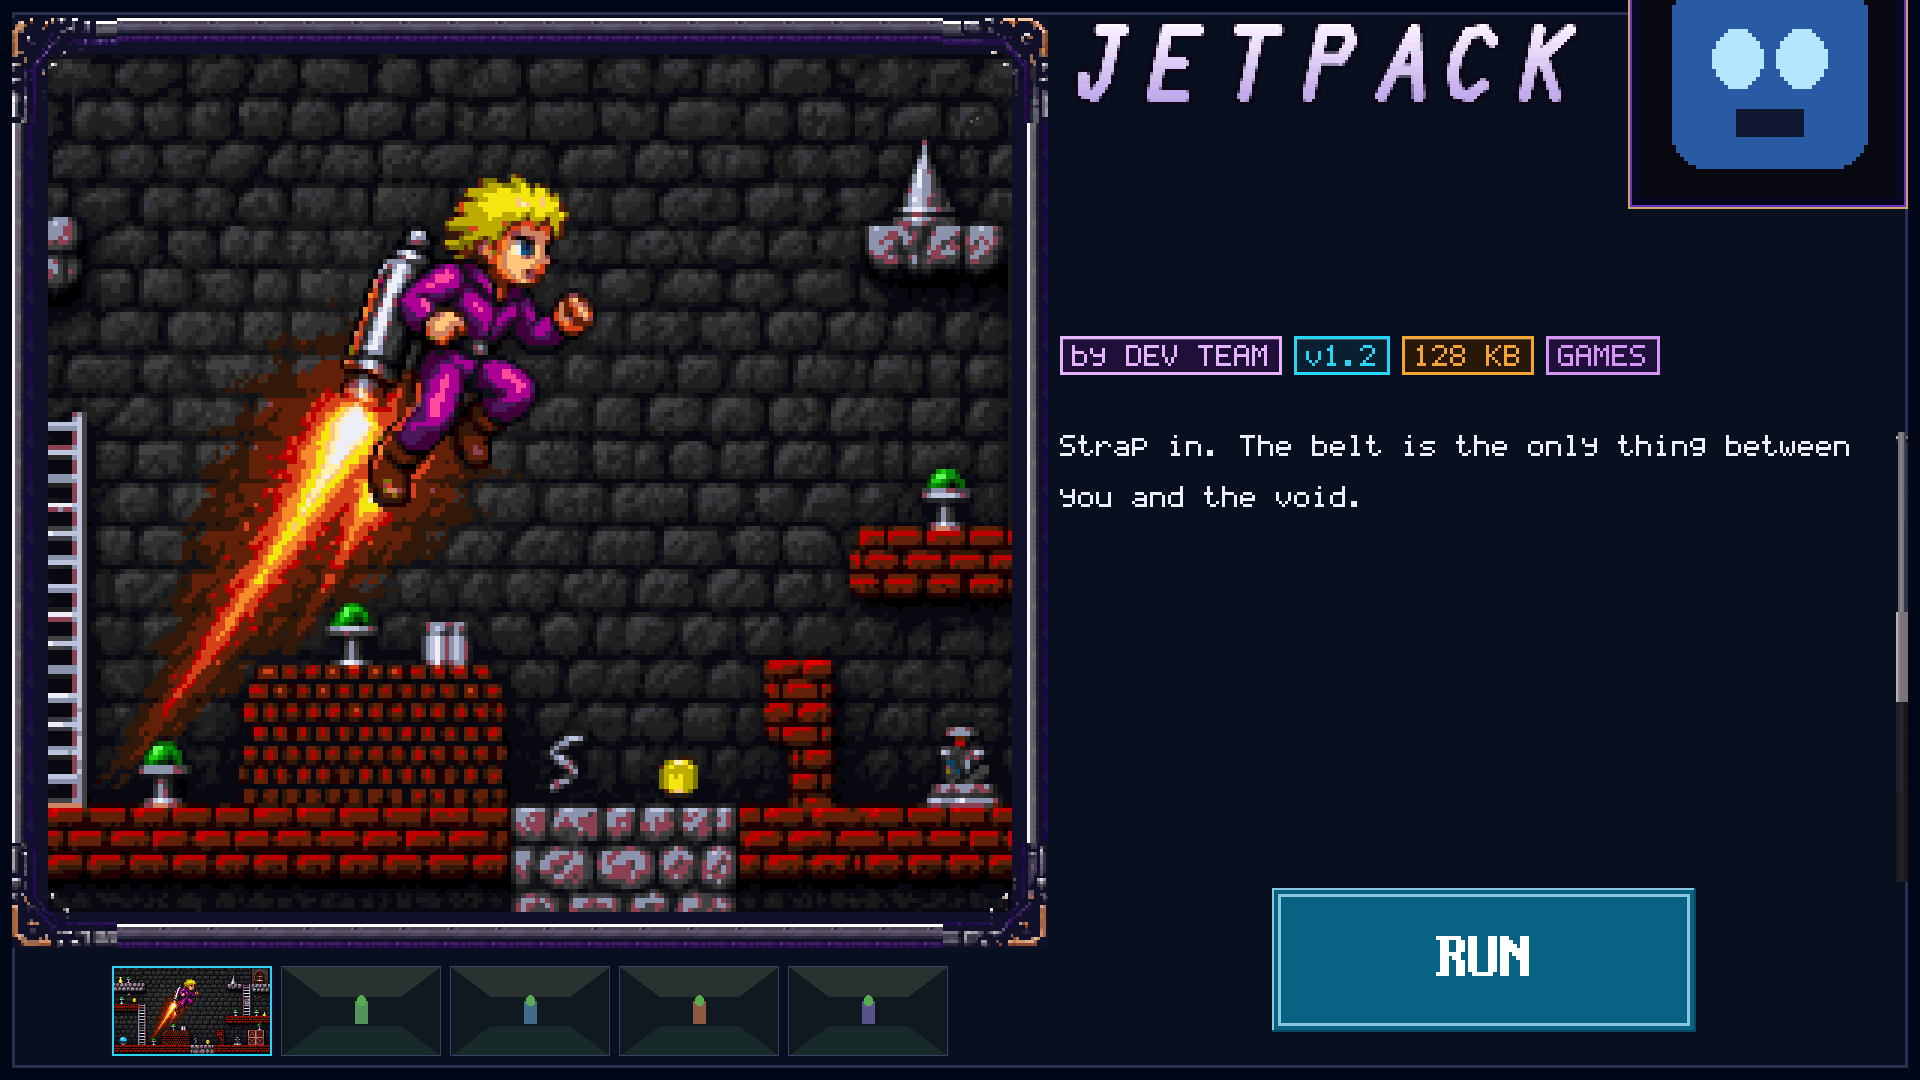 JETPACK
by DEV TEAM v1.2 128 KB GAMES
Strap in. The belt is the only thing between
you and the void.
RUN